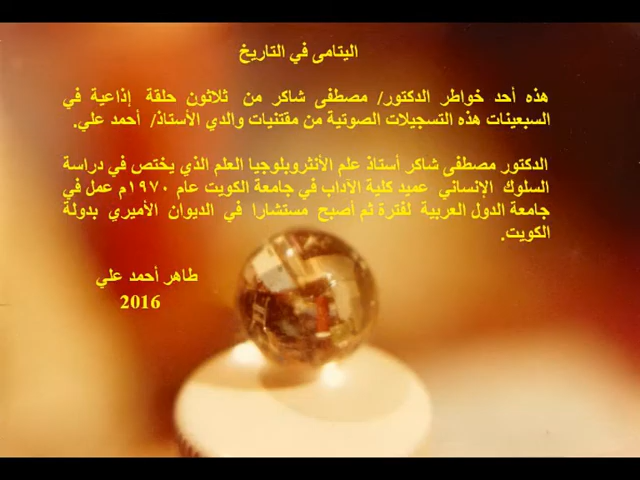 اليتامى في التاريخ
هذه أحد خواطر الدكتور/ مصطفى شاكر من ثلاثون حلقة إذاعية في
السبعينات هذه التسجيلات الصوتية من مقتنيات والدي الأستاذ/ أحمد علي.
الدكتور مصطفى شاكر أستاذ علم الأنثروبلوجيا العلم الذي يختص في دراسة
السلوك الإنساني عميد كلية الآداب في جامعة الكويت عام ١٩٧٠م عمل في
جامعة الدول العربية لفترة ثم أصبح مستشارا في الديوان الأميري بدولة
الكويت.
طاهر أحمد علي
2016